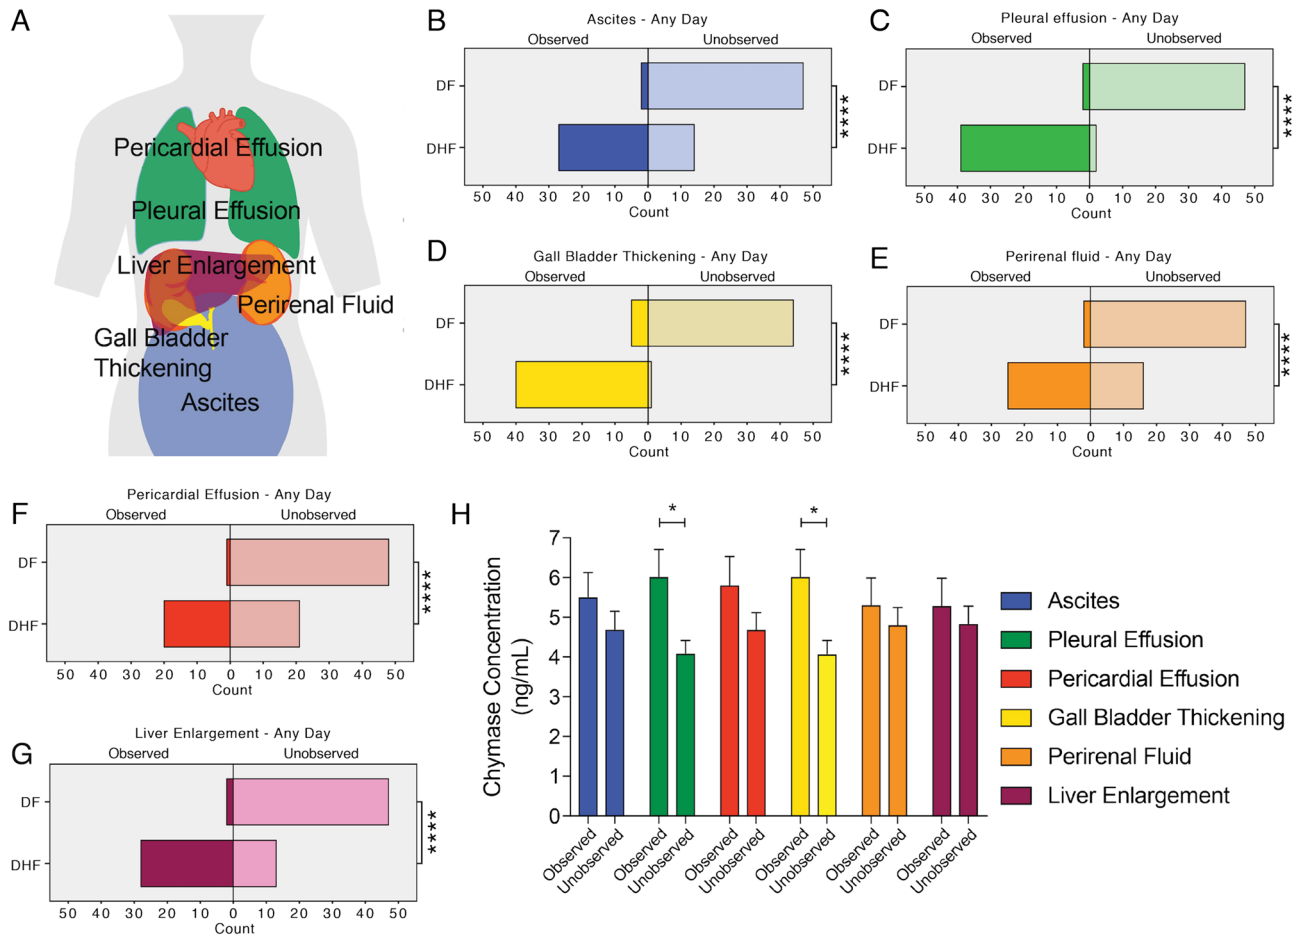 A
Pericardial Effusion
Pleural Effusion
Liver Enlargement
Perirenal Fluid
Gall Bladder
Thickening
Ascites
B
Ascites - Any Day
Observed Unobserved
DF
DHF
****
50 40 30 20 10 0 10 20 30 40 50
Count
C
Pleural effusion - Any Day
Observed Unobserved
DF
DHF
****
50 40 30 20 10 0 10 20 30 40 50
Count
D
Gall Bladder Thickening - Any Day
Observed Unobserved
DF
DHF
****
50 40 30 20 10 0 10 20 30 40 50
Count
E
Perirenal fluid - Any Day
Observed Unobserved
DF
DHF
****
50 40 30 20 10 0 10 20 30 40 50
Count
F
Pericardial Effusion - Any Day
Observed Unobserved
DF
DHF
****
50 40 30 20 10 0 10 20 30 40 50
Count
G
Liver Enlargement - Any Day
Observed Unobserved
DF
DHF
****
50 40 30 20 10 0 10 20 30 40 50
Count
H
* *
Chymase Concentration
(ng/mL)
7
6
5
4
3
2
1
0
Observed Unobserved Observed Unobserved Observed Unobserved Observed Unobserved Observed Unobserved Observed Unobserved
Ascites
Pleural Effusion
Pericardial Effusion
Gall Bladder Thickening
Perirenal Fluid
Liver Enlargement